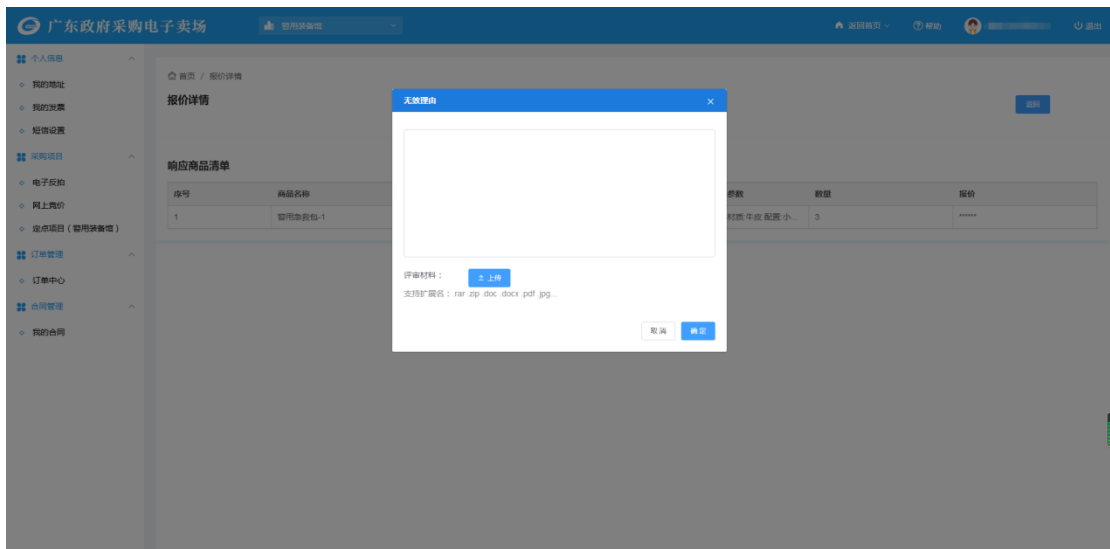 广东政府采购电子卖场
警用装备馆
返回首页
帮助
退出
个人信息
我的地址
我的发票
短信设置
采购项目
电子反拍
网上竞价
定点项目（警用装备馆）
订单管理
订单中心
合同管理
我的合同
首页 / 报价详情
报价详情
返回
响应商品清单
序号 商品名称 参数 数量 报价
1 警用急救包-1 材质:牛皮 配置:小... 3 ******
无效理由
评审材料：
上传
支持扩展名：.rar .zip .doc .docx .pdf .jpg...
取消 确定